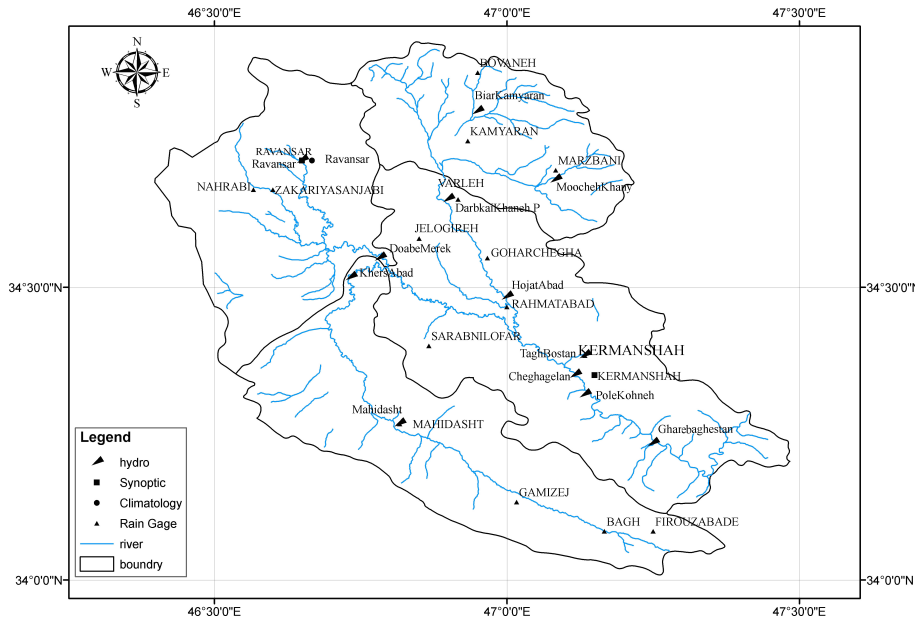 46°30'0"E
47°0'0"E
47°30'0"E
N
W
E
S
BOVANEH
BiarKamyaran
KAMYARAN
RAVANSAR
Ravansar
Ravansar
MARZBANI
MoochehKhany
NAHRABI
ZAKARIYASANJABI
VARLEH
DarbkalKhaneh P
JELOGIREH
DoabeMerek
GOHARCHEGHA
KhersAbad
34°30'0"N
34°30'0"N
HojatAbad
RAHMATABAD
SARABNILOFAR
TaghBostan
KERMANSHAH
Cheghagelan
KERMANSHAH
PoleKohneh
Mahidasht
MAHIDASHT
Gharebaghestan
Legend
hydro
Synoptic
Climatology
Rain Gage
river
boundry
GAMIZEJ
BAGH
FIROUZABADE
34°0'0"N
34°0'0"N
46°30'0"E
47°0'0"E
47°30'0"E